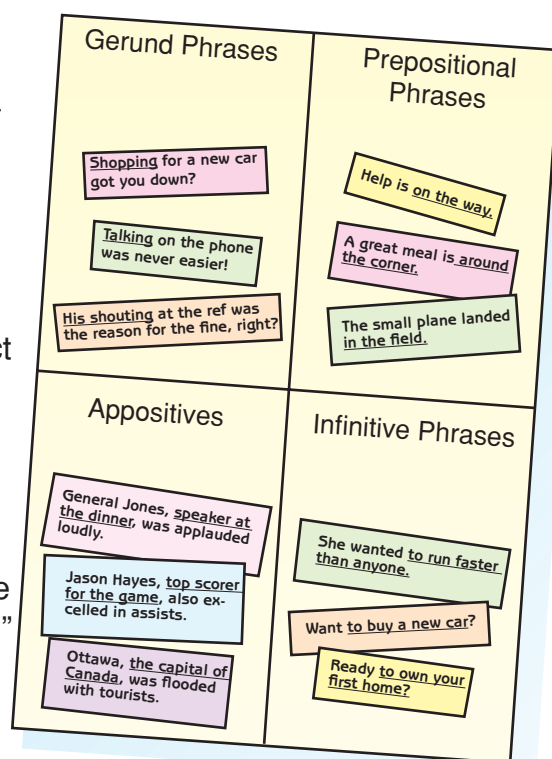 Gerund Phrases
Shopping for a new car
got you down?
Talking on the phone
was never easier!
His shouting at the ref was
the reason for the fine, right?
Prepositional
Phrases
Help is on the way.
A great meal is around
the corner.
The small plane landed
in the field.
Appositives
General Jones, speaker at
the dinner, was applauded
loudly.
Jason Hayes, top scorer
for the game, also ex-
celled in assists.
Ottawa, the capital of
Canada, was flooded
with tourists.
Infinitive Phrases
She wanted to run faster
than anyone.
Want to buy a new car?
Ready to own your
first home?